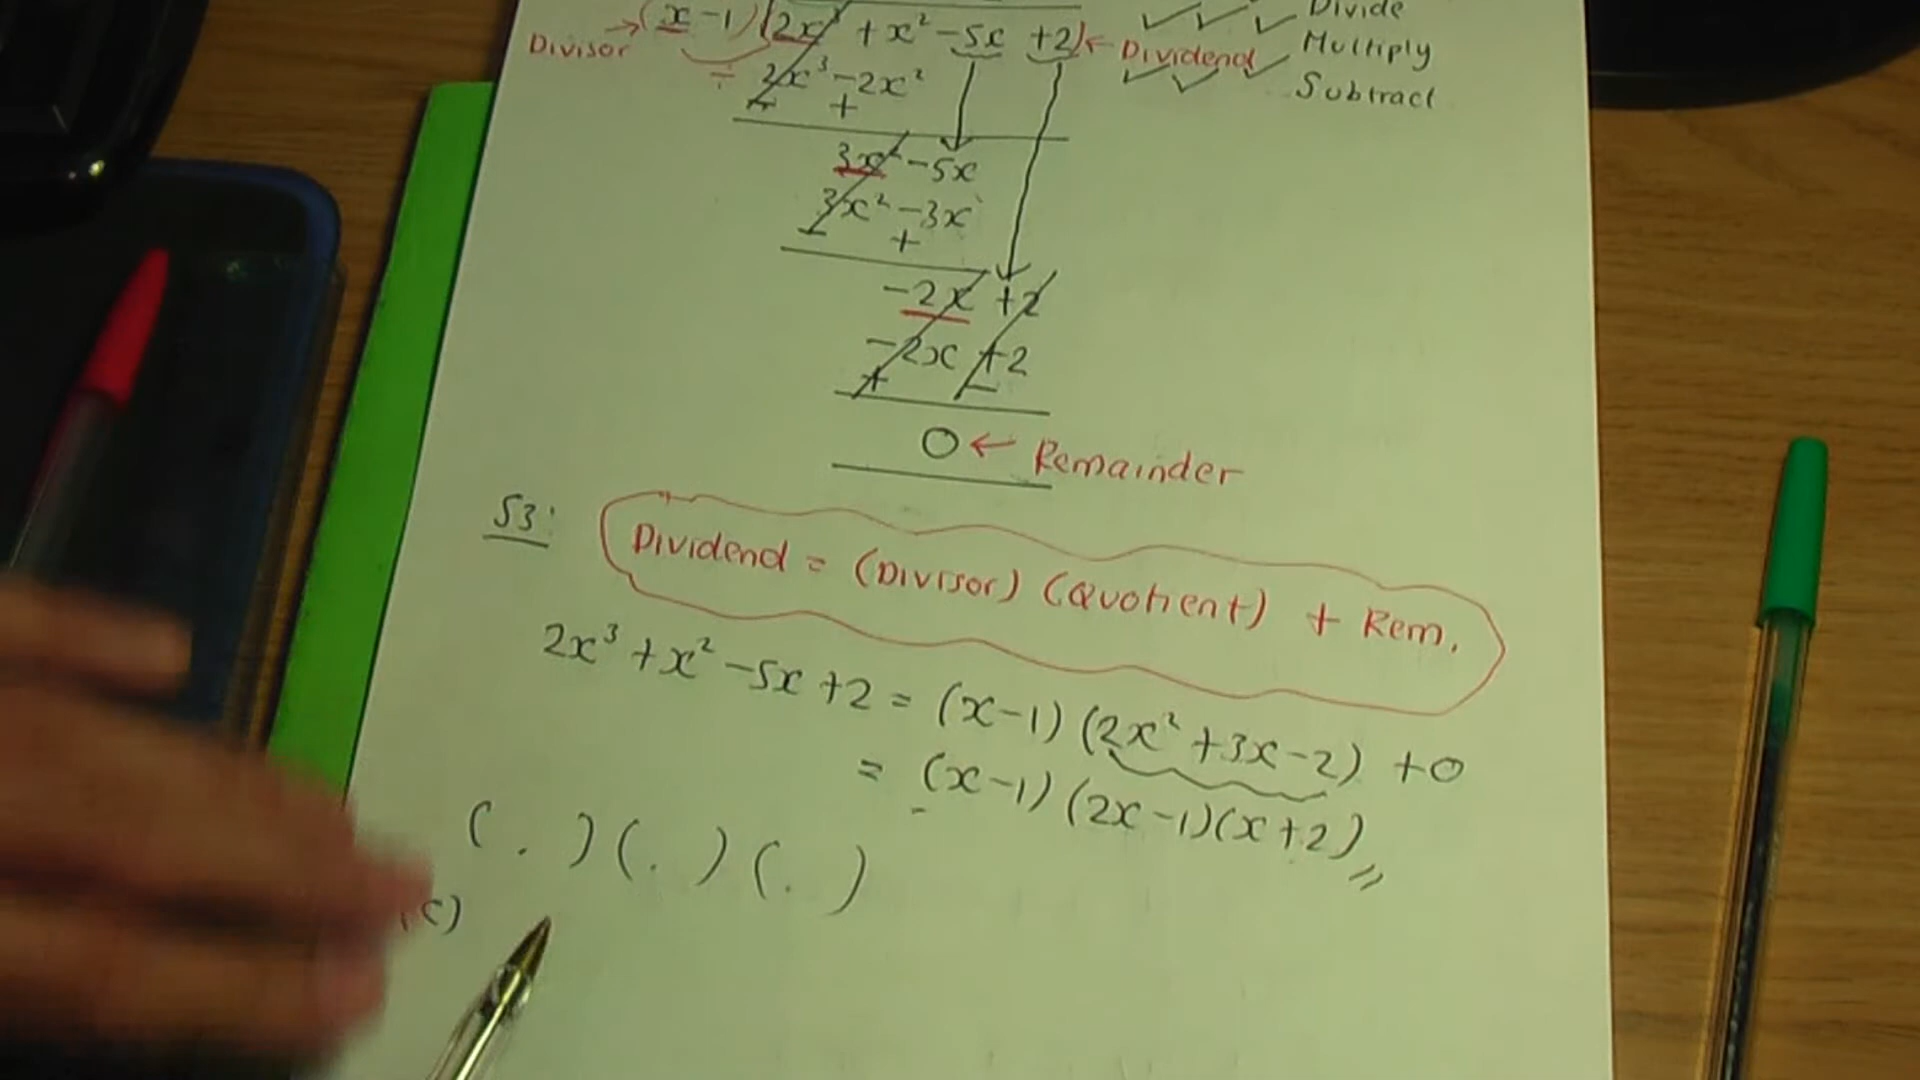 Divide
Divisor → (x-1) 2x³ + x² -5x +2 ← Dividend
Multiply
÷ 2x³ -2x²
Subtract
- +
3x² -5x
3x² -3x
- +
-2x +2
-2x +2
+ -
0 ← Remainder
S3:
Dividend = (Divisor) (Quotient) + Rem.
2x³ + x² -5x +2 = (x-1) (2x² +3x-2) +0
= (x-1) (2x-1)(x+2)
( . ) ( . ) ( . )
(c)